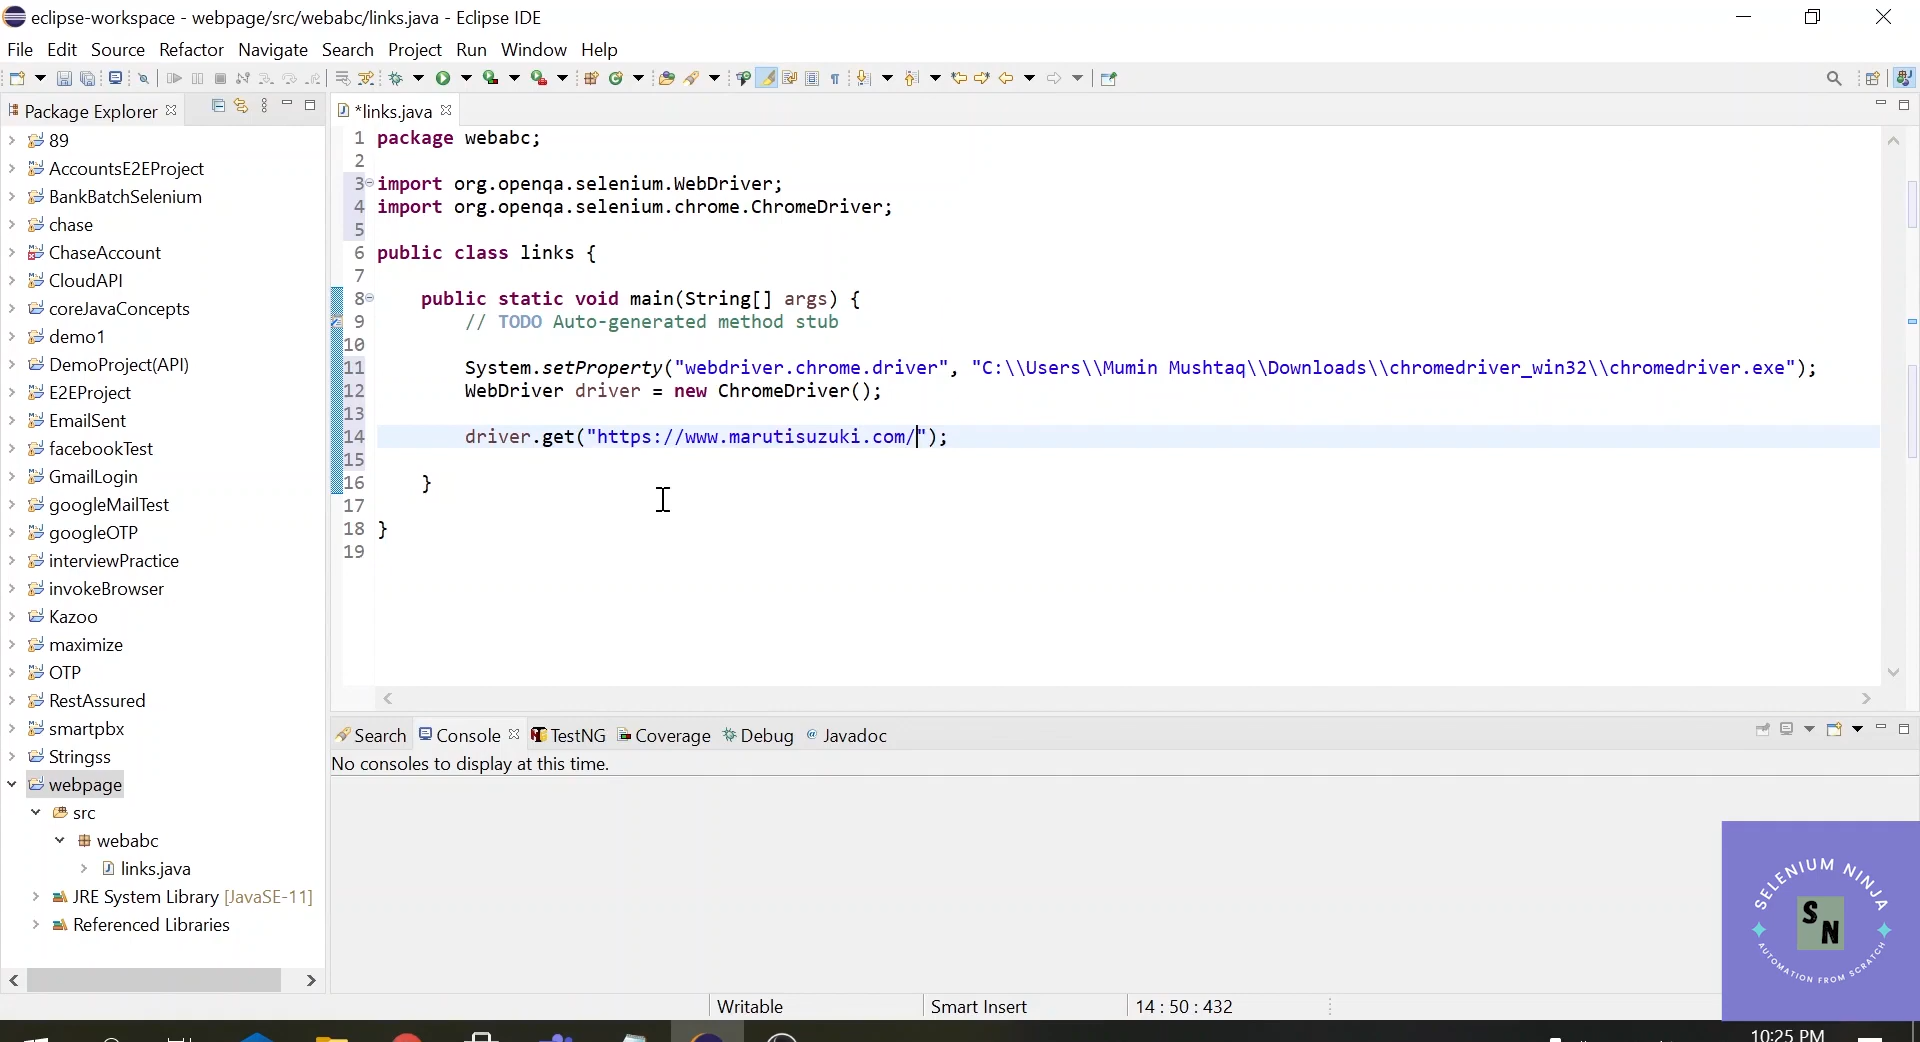 eclipse-workspace - webpage/src/webabc/links.java - Eclipse IDE
File Edit Source Refactor Navigate Search Project Run Window Help
Package Explorer
*links.java
89
AccountsE2EProject
BankBatchSelenium
chase
ChaseAccount
CloudAPI
coreJavaConcepts
demo1
DemoProject(API)
E2EProject
EmailSent
facebookTest
GmailLogin
googleMailTest
googleOTP
interviewPractice
invokeBrowser
Kazoo
maximize
OTP
RestAssured
smartpbx
Stringss
webpage
src
webabc
links.java
JRE System Library [JavaSE-11]
Referenced Libraries
1 package webabc;
2
3 import org.openqa.selenium.WebDriver;
4 import org.openqa.selenium.chrome.ChromeDriver;
5
6 public class links {
7
8 public static void main(String[] args) {
9 // TODO Auto-generated method stub
10
11 System.setProperty("webdriver.chrome.driver", "C:\\Users\\Mumin Mushtaq\\Downloads\\chromedriver_win32\\chromedriver.exe");
12 WebDriver driver = new ChromeDriver();
13
14 driver.get("https://www.marutisuzuki.com/");
15
16 }
17
18 }
19
Search Console TestNG Coverage Debug @ Javadoc
No consoles to display at this time.
SELENIUM NINJA
S N
AUTOMATION FROM SCRATCH
Writable Smart Insert 14 : 50 : 432
10:25 PM